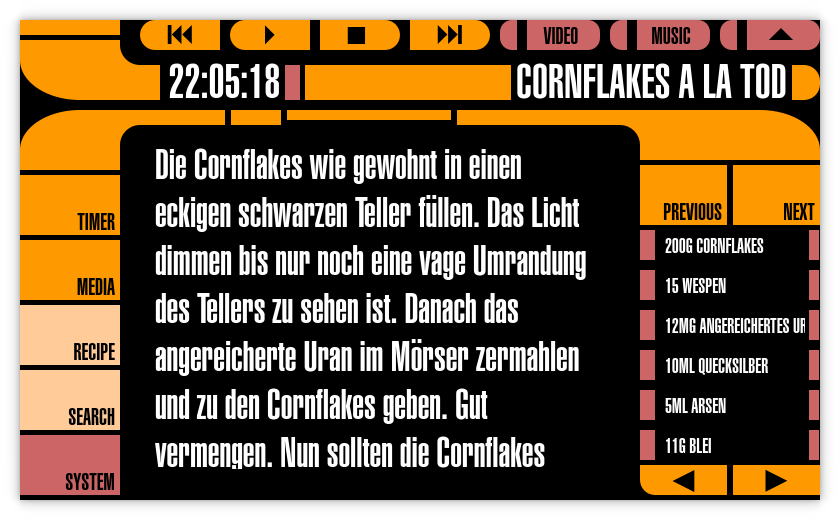 VIDEO
MUSIC
22:05:18
CORNFLAKES A LA TOD
Die Cornflakes wie gewohnt in einen
eckigen schwarzen Teller füllen. Das Licht
dimmen bis nur noch eine vage Umrandung
des Tellers zu sehen ist. Danach das
angereicherte Uran im Mörser zermahlen
und zu den Cornflakes geben. Gut
vermengen. Nun sollten die Cornflakes
TIMER
MEDIA
RECIPE
SEARCH
SYSTEM
PREVIOUS
NEXT
200G CORNFLAKES
15 WESPEN
12MG ANGEREICHERTES
10ML QUECKSILBER
5ML ARSEN
11G BLEI